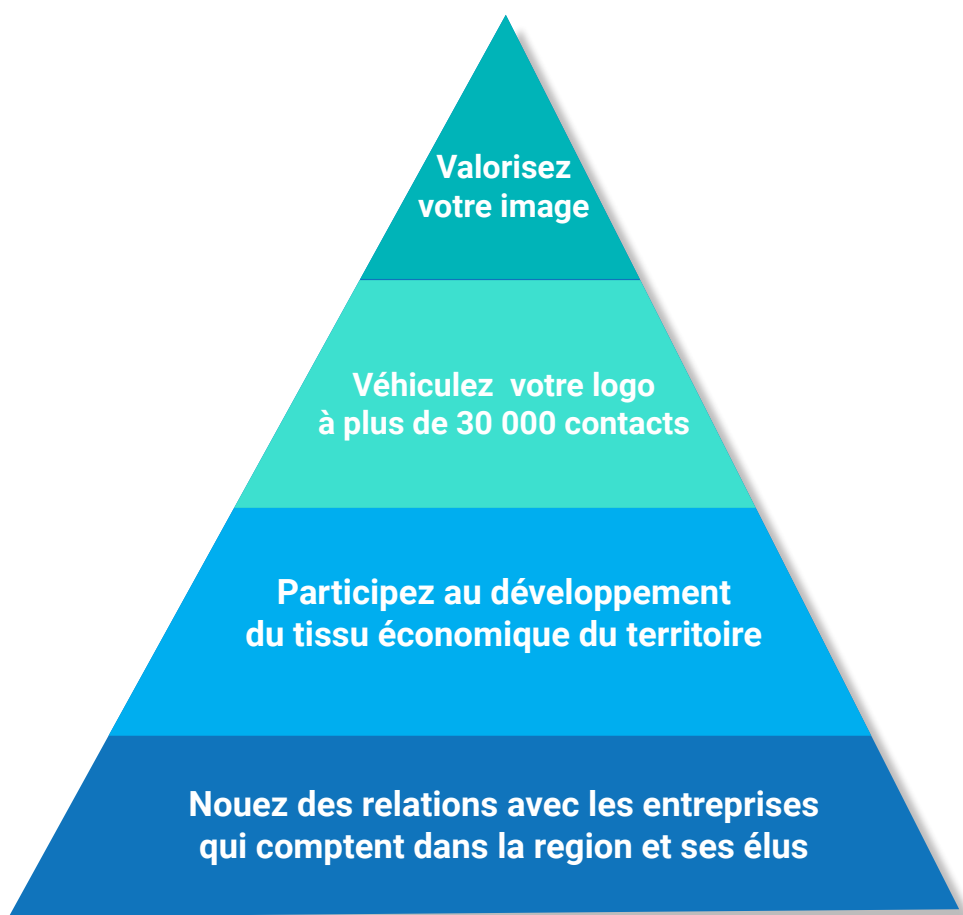 Valorisez
votre image
Véhiculez  votre logo
à plus de 30 000 contacts
Participez au développement
du tissu économique du territoire
Nouez des relations avec les entreprises
qui comptent dans la region et ses élus